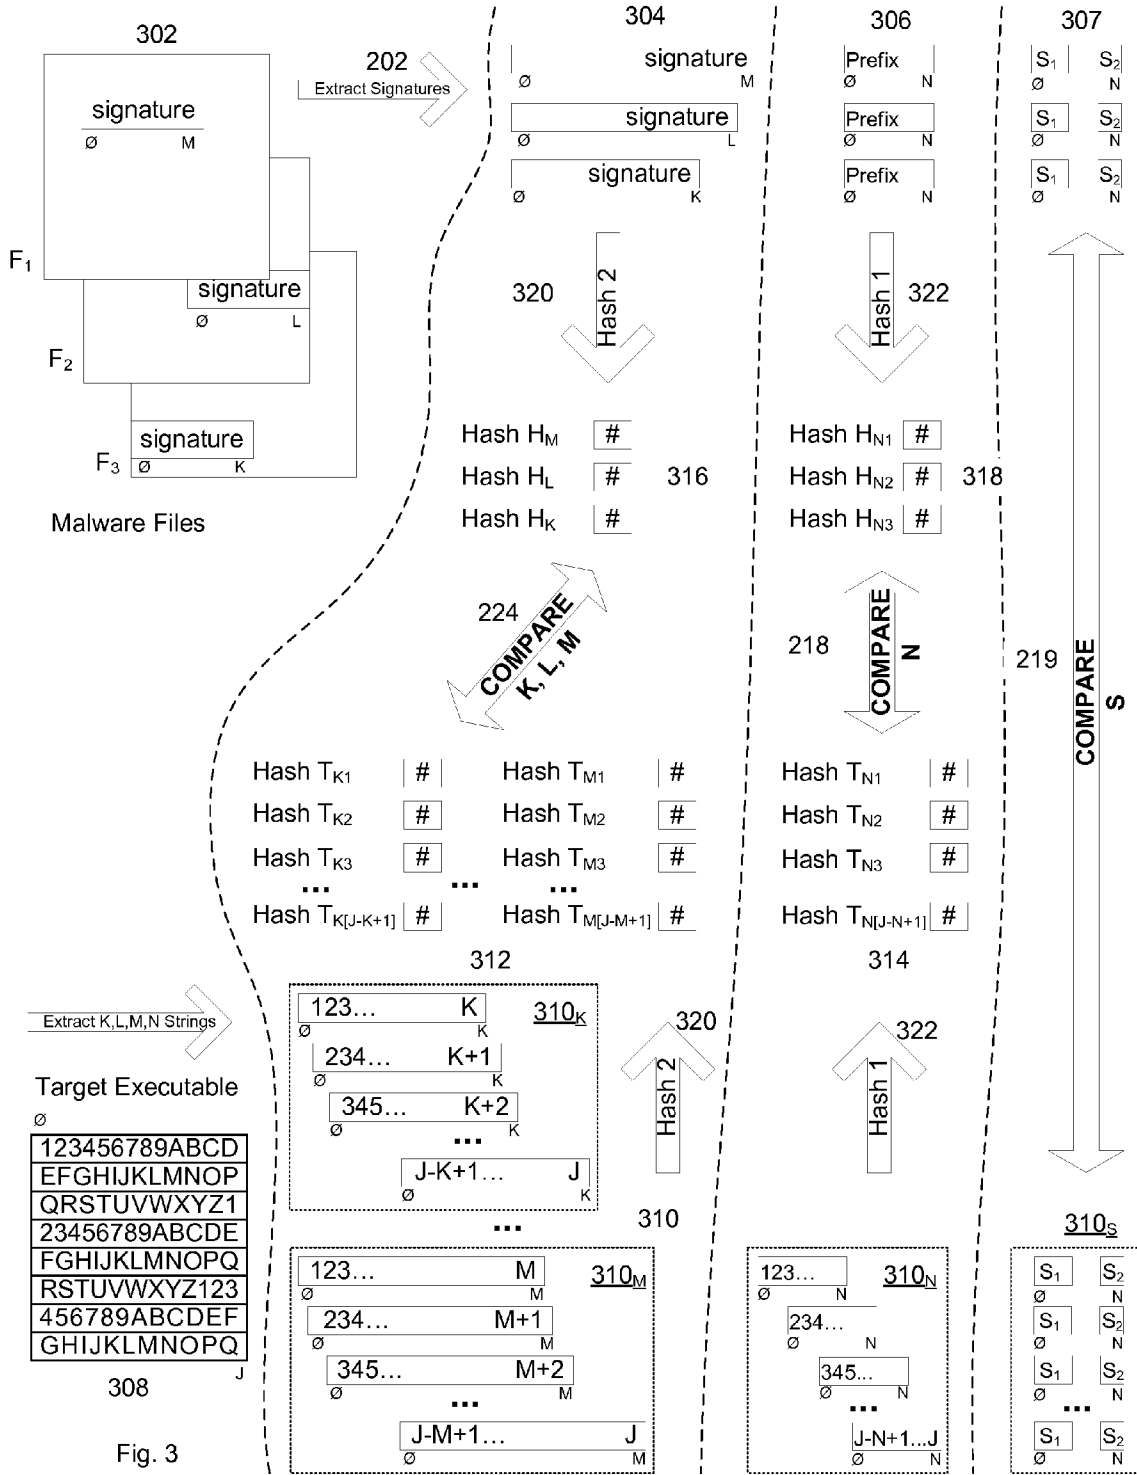 302
202
Extract Signatures
304
306
307
signature
Ø M
F1
signature
Ø L
F2
signature
Ø K
F3
Malware Files
signature
Ø M
signature
Ø L
signature
Ø K
Prefix
Ø N
Prefix
Ø N
Prefix
Ø N
S1 S2
Ø N
S1 S2
Ø N
S1 S2
Ø N
320
Hash 2
Hash 1
322
Hash HM #
Hash HL #
Hash HK #
316
Hash HN1 #
Hash HN2 #
Hash HN3 #
318
224
COMPARE
K, L, M
218
COMPARE
N
219
COMPARE
S
Hash TK1 #
Hash TK2 #
Hash TK3 #
...
Hash TK[J-K+1] #
...
Hash TM1 #
Hash TM2 #
Hash TM3 #
...
Hash TM[J-M+1] #
312
Hash TN1 #
Hash TN2 #
Hash TN3 #
Hash TN[J-N+1] #
314
Extract K,L,M,N Strings
Target Executable
Ø
123456789ABCD
EFGHIJKLMNOP
QRSTUVWXYZ1
23456789ABCDE
FGHIJKLMNOPQ
RSTUVWXYZ123
456789ABCDEF
GHIJKLMNOPQ
J
308
310K
123... K
Ø K
234... K+1
Ø K
345... K+2
Ø K
...
J-K+1... J
Ø K
...
320
Hash 2
310
322
Hash 1
310M
123... M
Ø M
234... M+1
Ø M
345... M+2
Ø M
...
J-M+1... J
Ø M
310N
123...
Ø N
234...
Ø N
345...
Ø N
...
J-N+1...J
Ø N
310S
S1 S2
Ø N
S1 S2
Ø N
S1 S2
Ø N
...
S1 S2
Ø N
Fig. 3